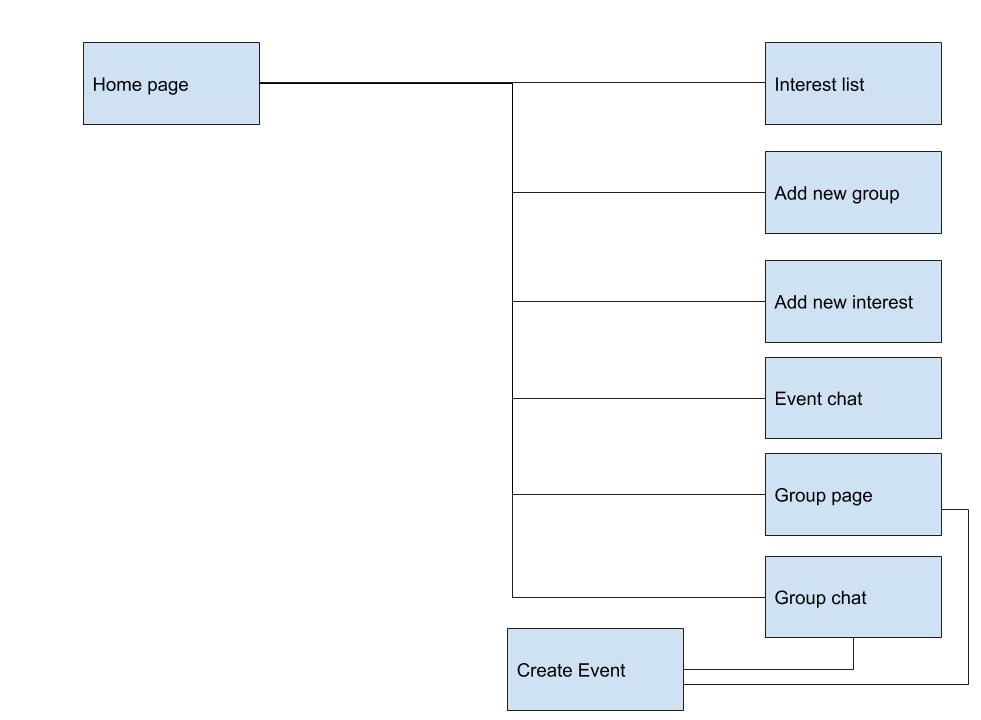 Home page
Interest list
Add new group
Add new interest
Event chat
Group page
Group chat
Create Event